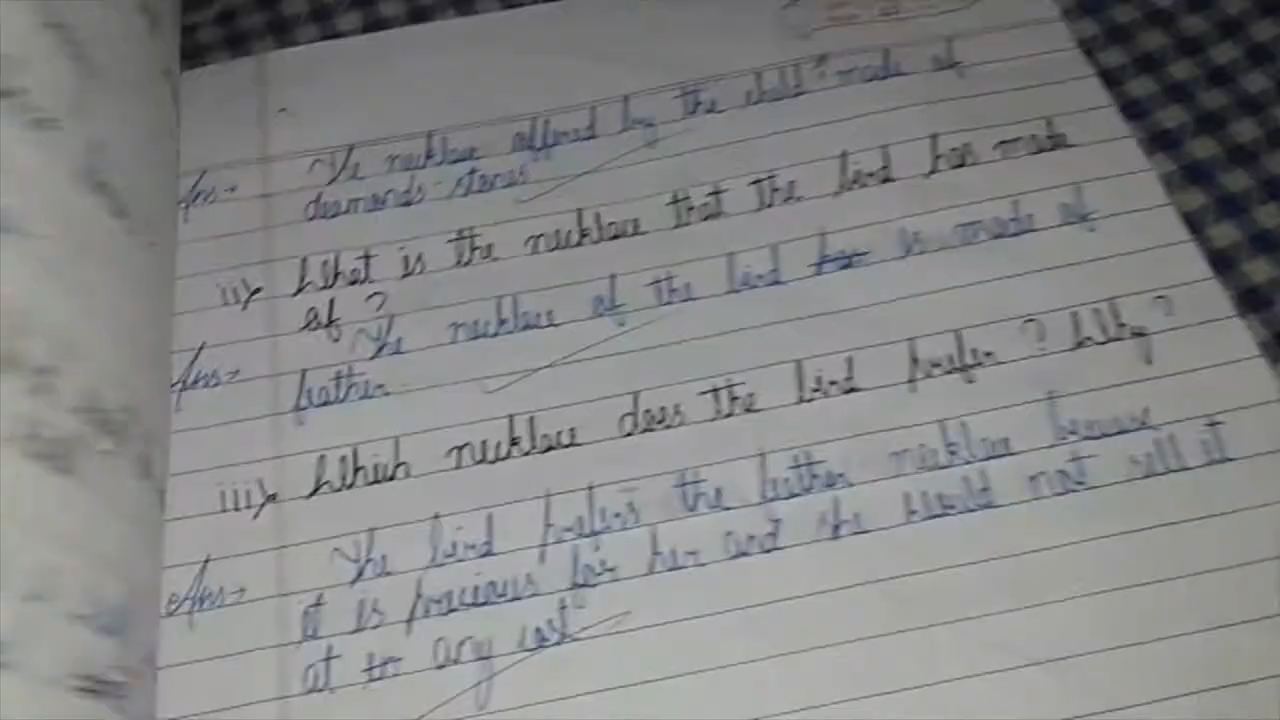 Ans:- The necklace offered by the child made of
diamonds stones
ii) What is the necklace that the bird has made
of ?
Ans:- The necklace of the bird is made of
feather.
iii) Which necklace does the bird prefer ? Why ?
Ans:- The bird prefers the feather necklace because
it is precious for her and she would not sell it
at any cost